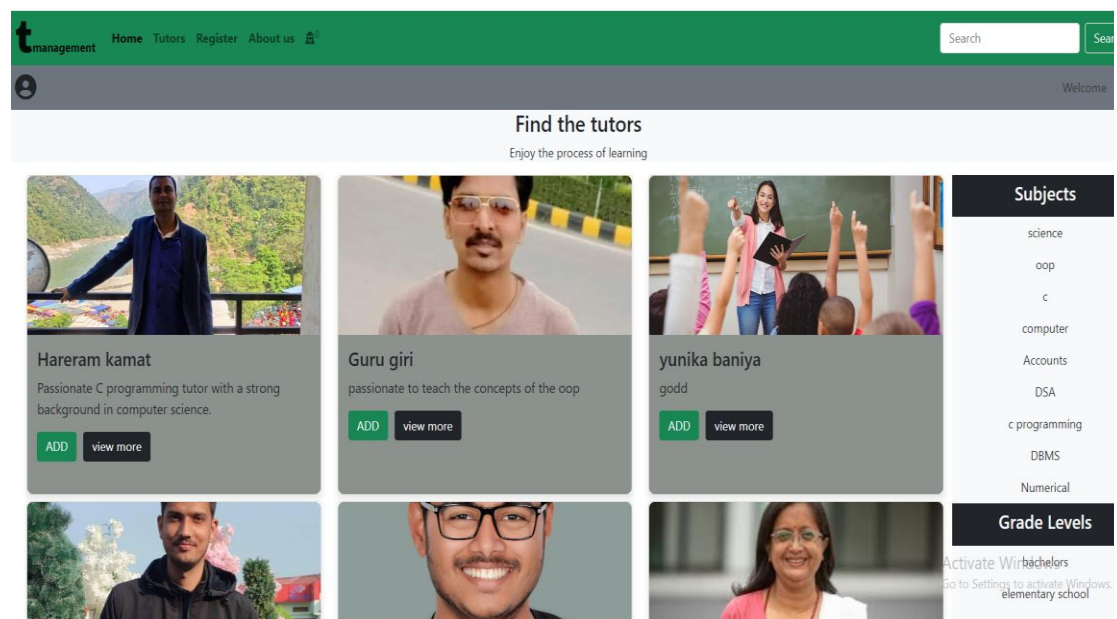 t management
Home Tutors Register About us 0
Search
Sear
Welcome
Find the tutors
Enjoy the process of learning
Hareram kamat
Passionate C programming tutor with a strong
background in computer science.
ADD view more
Guru giri
passionate to teach the concepts of the oop
ADD view more
yunika baniya
godd
ADD view more
Subjects
science
oop
c
computer
Accounts
DSA
c programming
DBMS
Numerical
Grade Levels
bachelors
elementary school
Activate Windows
Go to Settings to activate Windows.